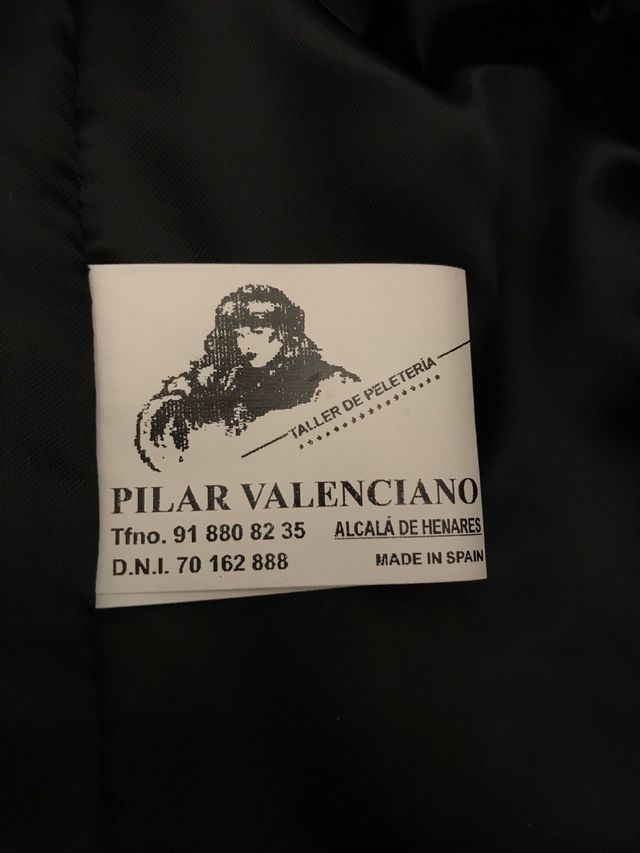 TALLER DE PELETERÍA
PILAR VALENCIANO
Tfno. 91 880 82 35 ALCALÁ DE HENARES
D.N.I. 70 162 888 MADE IN SPAIN